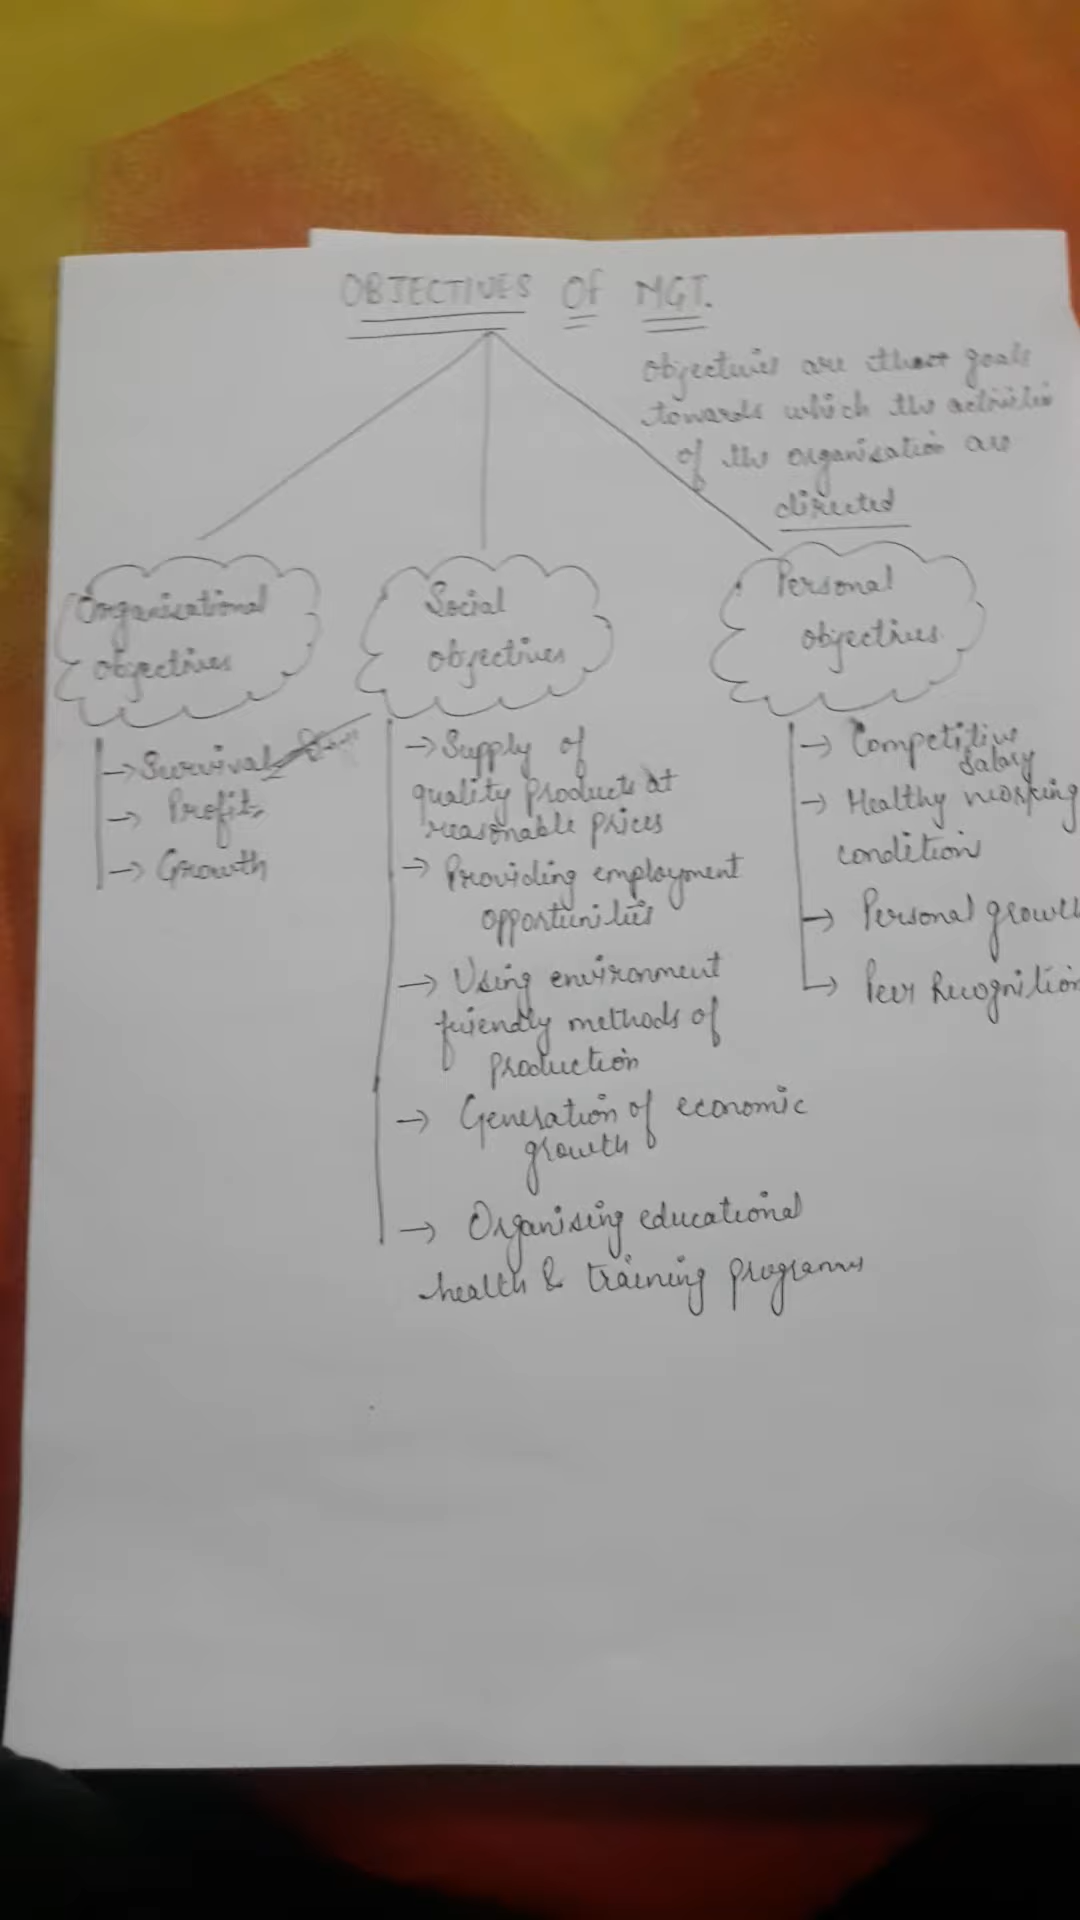 OBJECTIVES OF MGT.
Objectives are those goals
towards which the activities
of the organisation are
directed
Organisational
objectives
→ Survival
→ Profit
→ Growth
Social
objectives
→ Supply of
quality products at
reasonable prices
→ Providing employment
opportunities
→ Using environment
friendly methods of
production
→ Generation of economic
growth
→ Organising educational
health & training programs
Personal
objectives
→ Competitive
salary
→ Healthy working
condition
→ Personal growth
→ Peer Recognition